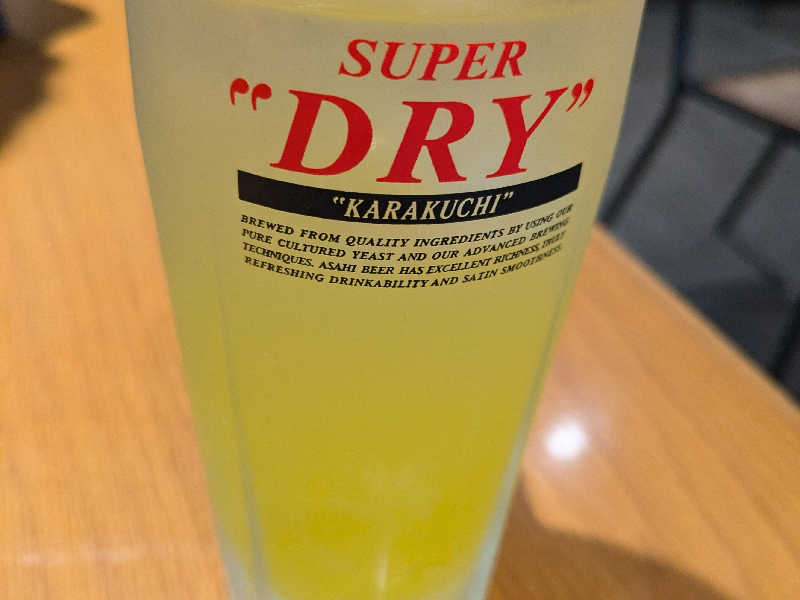 SUPER
"DRY"
"KARAKUCHI"
BREWED FROM QUALITY INGREDIENTS BY USING OUR
PURE CULTURED YEAST AND OUR ADVANCED BREWING
TECHNIQUES. ASAHI BEER HAS EXCELLENT RICHNESS, TRULY
REFRESHING DRINKABILITY AND SATIN SMOOTHNESS.